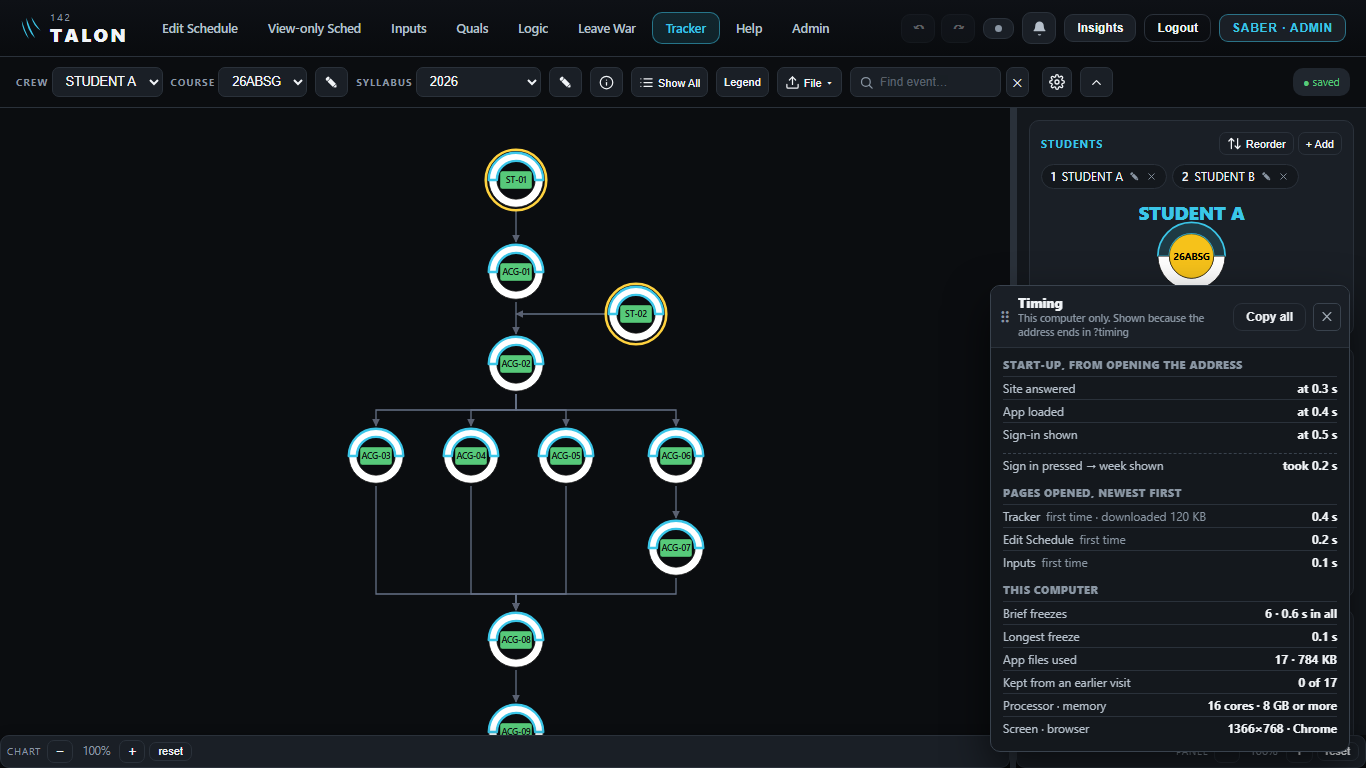 142
TALON
Edit Schedule
View-only Sched
Inputs
Quals
Logic
Leave War
Tracker
Help
Admin
Insights
Logout
SABER · ADMIN
CREW
STUDENT A
COURSE
26ABSG
SYLLABUS
2026
Show All
Legend
File
Find event...
saved
ST-01
ACG-01
ST-02
ACG-02
ACG-03
ACG-04
ACG-05
ACG-06
ACG-07
ACG-08
ACG-09
CHART
− 100% +
reset
STUDENTS
Reorder
+ Add
1 STUDENT A
2 STUDENT B
STUDENT A
26ABSG
Timing
This computer only. Shown because the
address ends in ?timing
Copy all
START-UP, FROM OPENING THE ADDRESS
Site answered at 0.3 s
App loaded at 0.4 s
Sign-in shown at 0.5 s
Sign in pressed → week shown took 0.2 s
PAGES OPENED, NEWEST FIRST
Tracker first time · downloaded 120 KB 0.4 s
Edit Schedule first time 0.2 s
Inputs first time 0.1 s
THIS COMPUTER
Brief freezes 6 · 0.6 s in all
Longest freeze 0.1 s
App files used 17 · 784 KB
Kept from an earlier visit 0 of 17
Processor · memory 16 cores · 8 GB or more
Screen · browser 1366×768 · Chrome